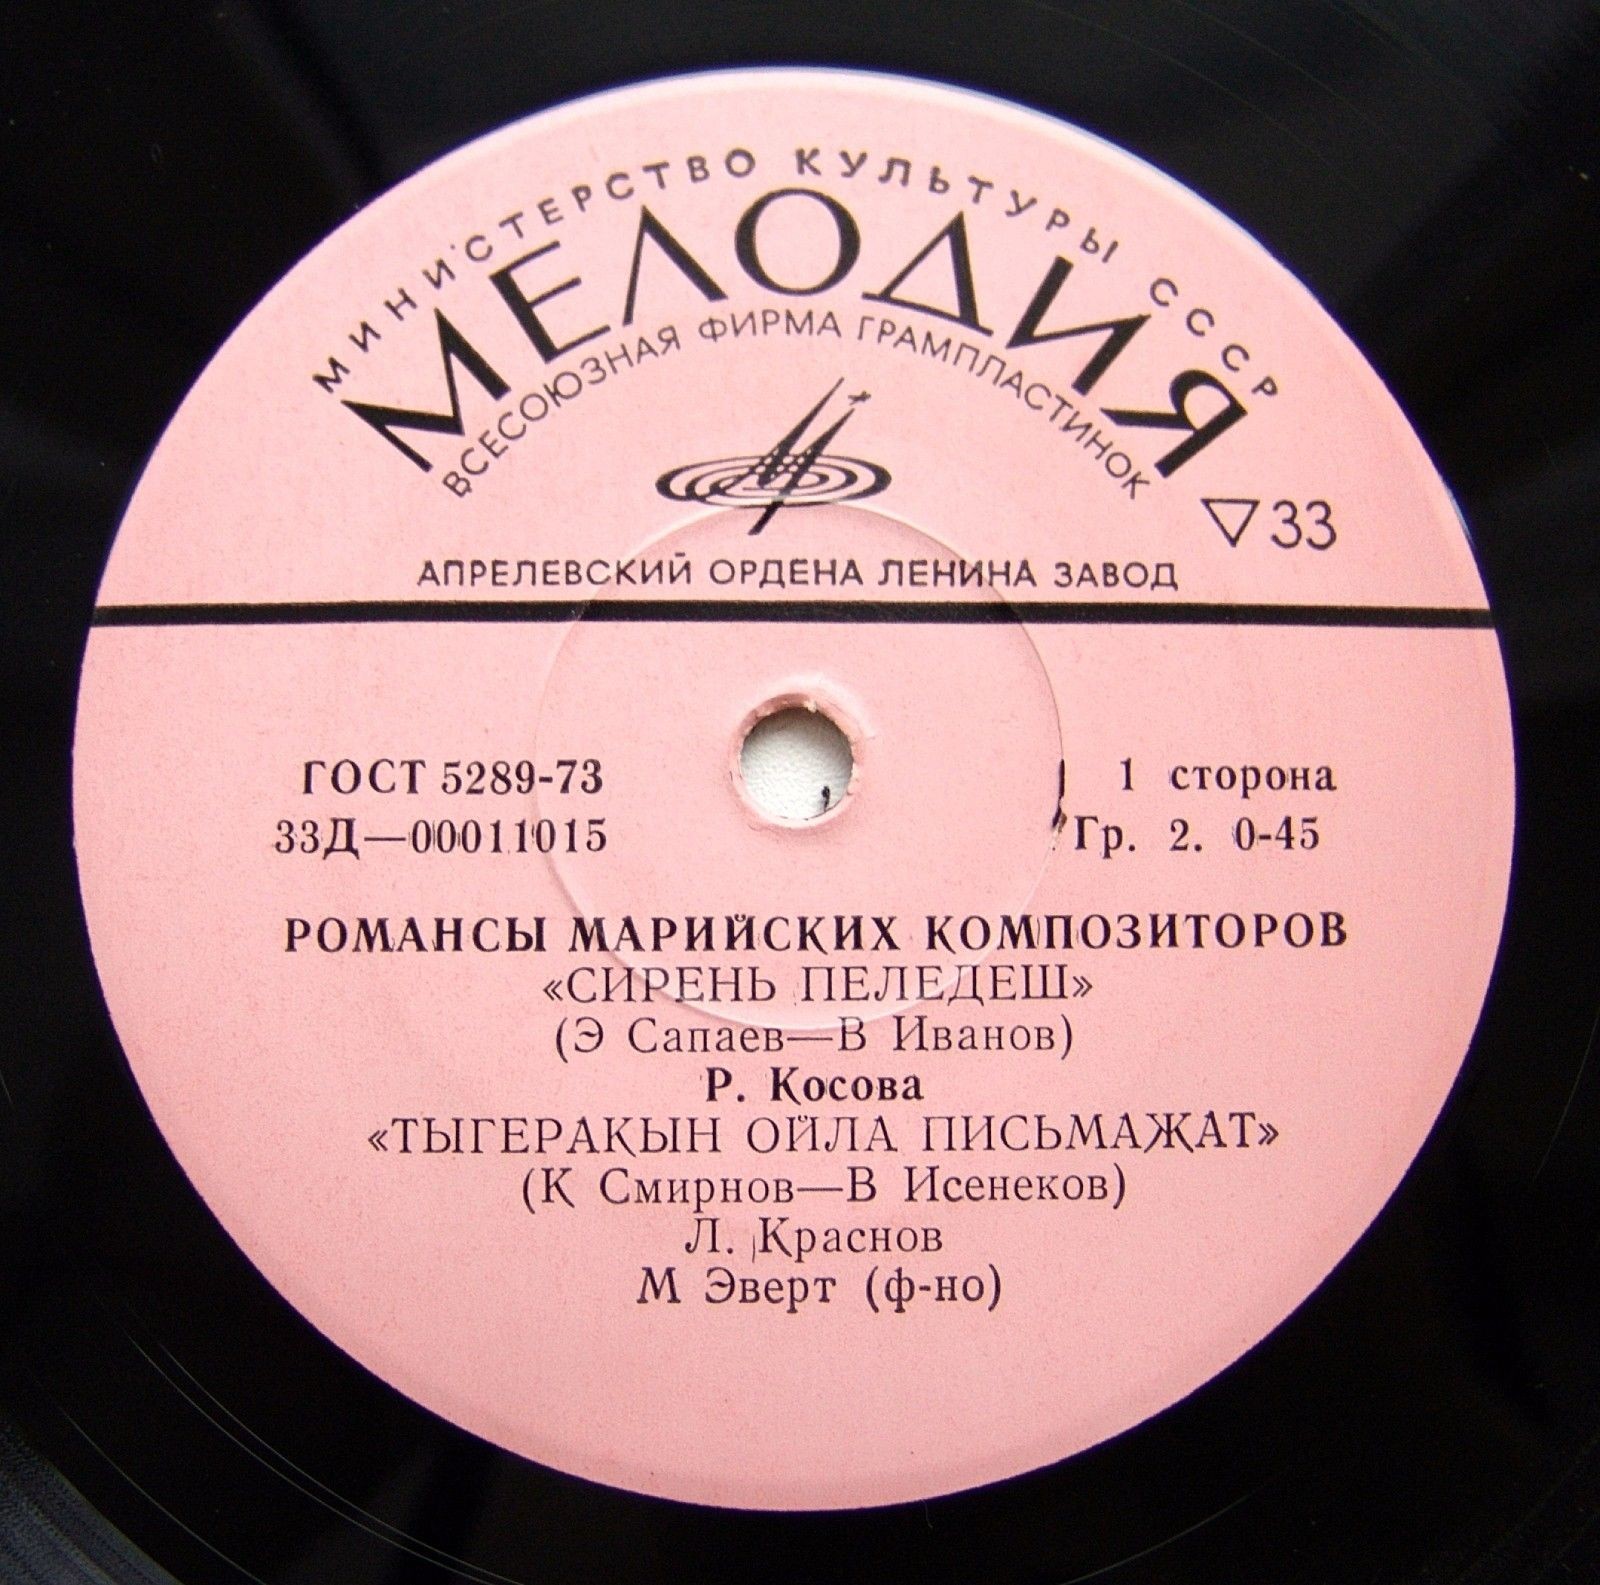 МИНИСТЕРСТВО КУЛЬТУРЫ СССР
МЕЛОДИЯ
ВСЕСОЮЗНАЯ ФИРМА ГРАМПЛАСТИНОК
33
АПРЕЛЕВСКИЙ ОРДЕНА ЛЕНИНА ЗАВОД
ГОСТ 5289-73
1 сторона
33Д—00011015
Гр. 2. 0-45
РОМАНСЫ МАРИЙСКИХ КОМПОЗИТОРОВ
«СИРЕНЬ ПЕЛЕДЕШ»
(Э Сапаев—В Иванов)
Р. Косова
«ТЫГЕРАКЫН ОЙЛА ПИСЬМАЖАТ»
(К Смирнов—В Исенеков)
Л. Краснов
М Эверт (ф-но)